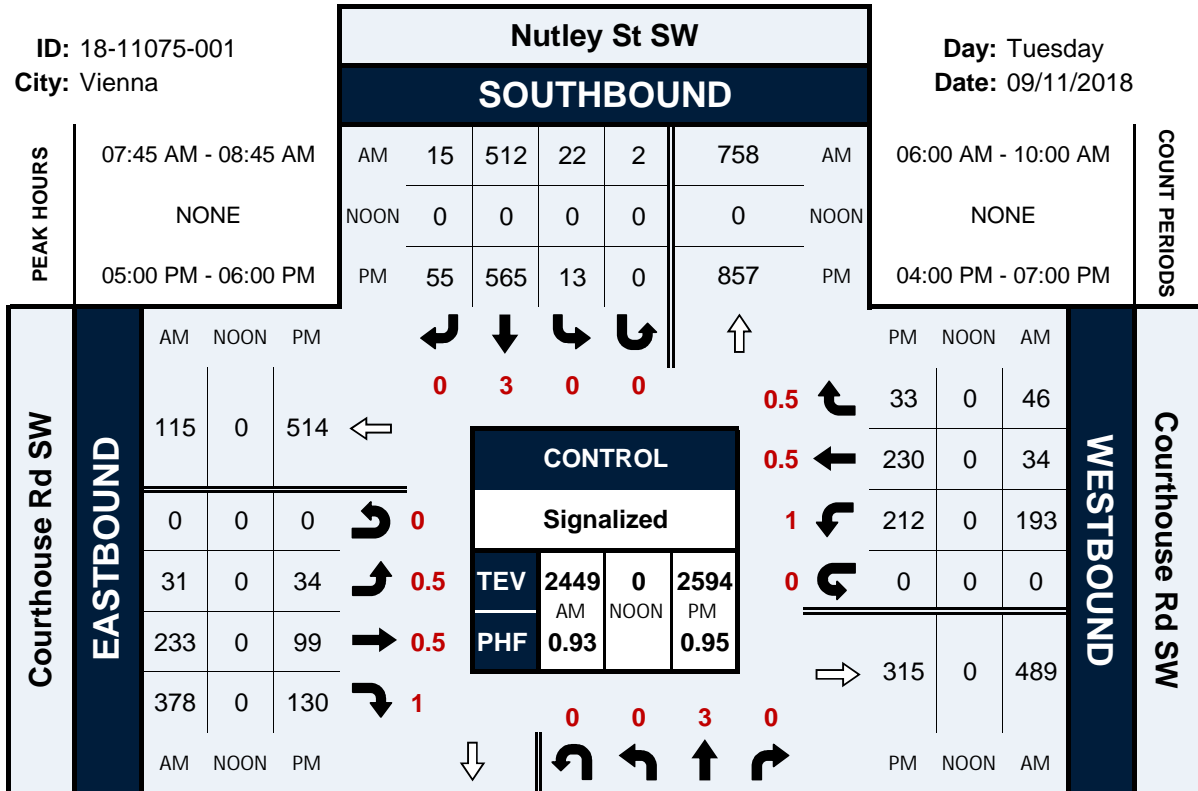 ID: 18-11075-001
City: Vienna
Nutley St SW
SOUTHBOUND
Day: Tuesday
Date: 09/11/2018
PEAK HOURS
07:45 AM - 08:45 AM
NONE
05:00 PM - 06:00 PM
AM 15 512 22 2 758 AM
NOON 0 0 0 0 0 NOON
PM 55 565 13 0 857 PM
06:00 AM - 10:00 AM
NONE
04:00 PM - 07:00 PM
COUNT PERIODS
0 3 0 0
Courthouse Rd SW
EASTBOUND
AM NOON PM
115 0 514
0 0 0 0
31 0 34 0.5
233 0 99 0.5
378 0 130 1
AM NOON PM
CONTROL
Signalized
TEV 2449 0 2594
AM NOON PM
PHF 0.93 0.95
PM NOON AM
0.5 33 0 46
0.5 230 0 34
1 212 0 193
0 0 0 0
315 0 489
PM NOON AM
WESTBOUND
Courthouse Rd SW
0 0 3 0